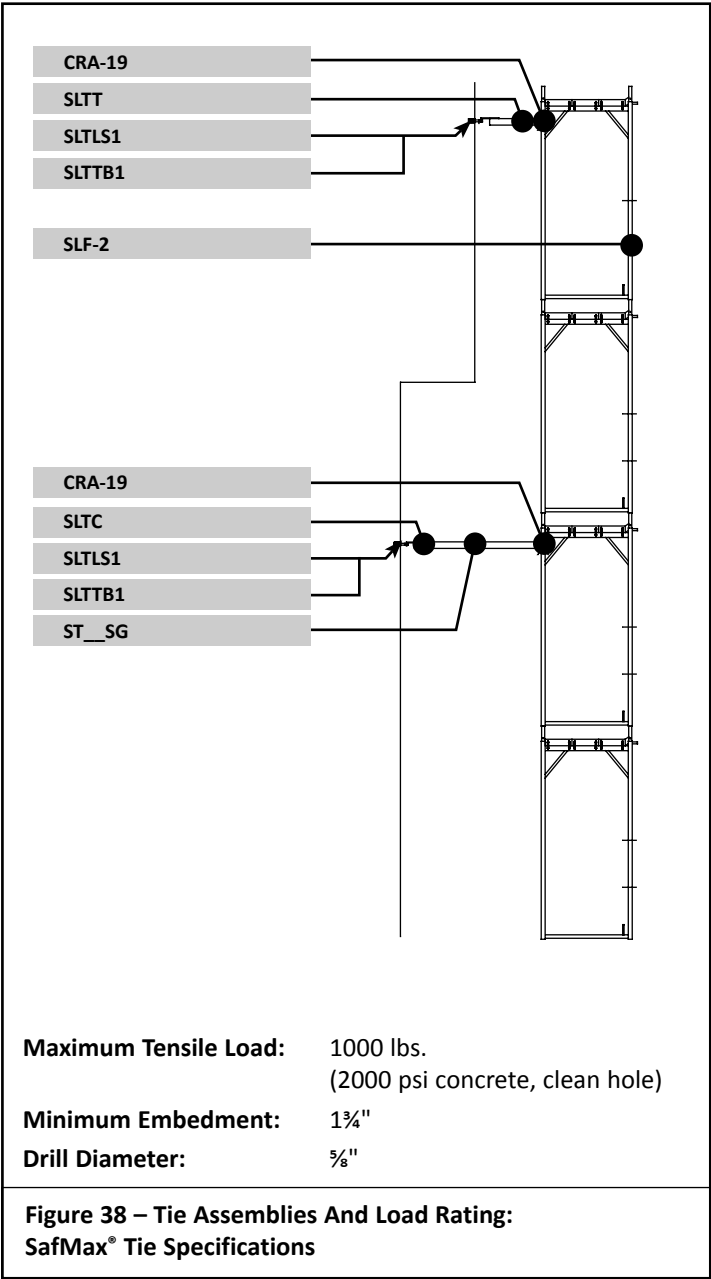 CRA-19
SLTT
SLTLS1
SLTTB1
SLF-2
CRA-19
SLTC
SLTLS1
SLTTB1
ST__SG
Maximum Tensile Load: 1000 lbs.
(2000 psi concrete, clean hole)
Minimum Embedment: 1¾"
Drill Diameter: ⅝"
Figure 38 – Tie Assemblies And Load Rating:
SafMax® Tie Specifications